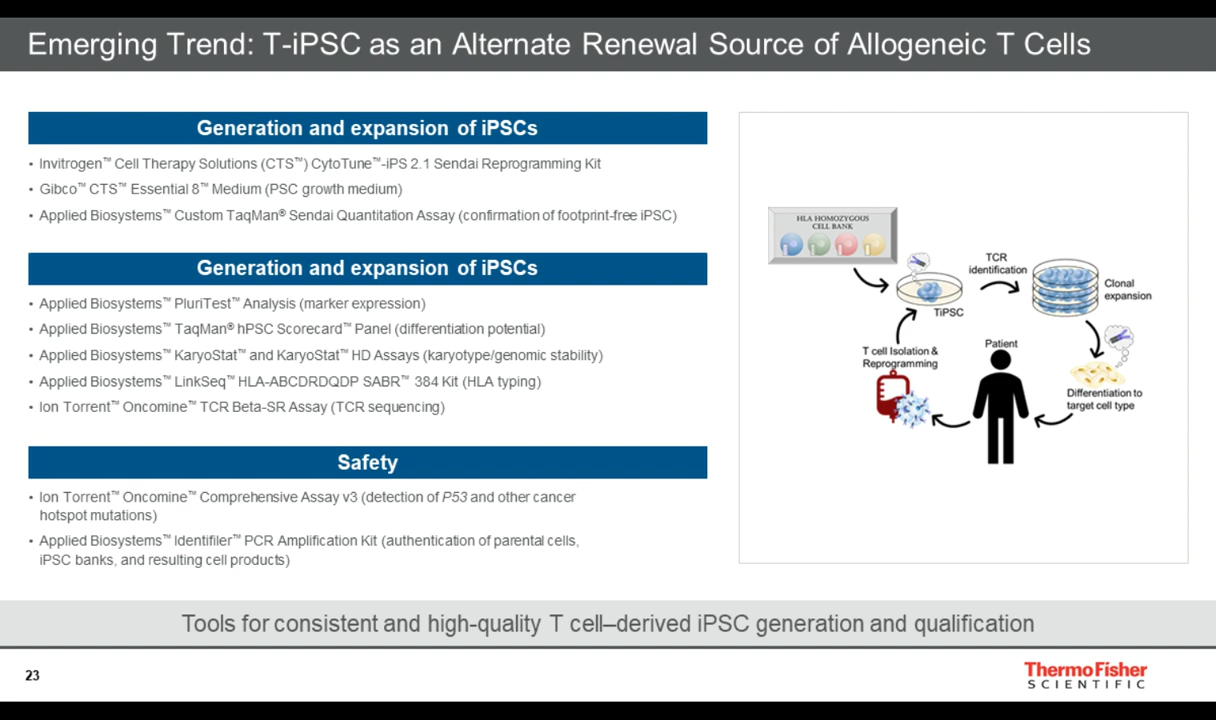 Emerging Trend: T-iPSC as an Alternate Renewal Source of Allogeneic T Cells
Generation and expansion of iPSCs
• Invitrogen™ Cell Therapy Solutions (CTS™) CytoTune™-iPS 2.1 Sendai Reprogramming Kit
• Gibco™ CTS™ Essential 8™ Medium (PSC growth medium)
• Applied Biosystems™ Custom TaqMan® Sendai Quantitation Assay (confirmation of footprint-free iPSC)
Generation and expansion of iPSCs
• Applied Biosystems™ PluriTest™ Analysis (marker expression)
• Applied Biosystems™ TaqMan® hPSC Scorecard™ Panel (differentiation potential)
• Applied Biosystems™ KaryoStat™ and KaryoStat™ HD Assays (karyotype/genomic stability)
• Applied Biosystems™ LinkSeq™ HLA-ABCDRDQDP SABR™ 384 Kit (HLA typing)
• Ion Torrent™ Oncomine™ TCR Beta-SR Assay (TCR sequencing)
Safety
• Ion Torrent™ Oncomine™ Comprehensive Assay v3 (detection of P53 and other cancer
hotspot mutations)
• Applied Biosystems™ Identifiler™ PCR Amplification Kit (authentication of parental cells,
iPSC banks, and resulting cell products)
HLA HOMOZYGOUS
CELL BANK
TCR
identification
TiPSC
Clonal
expansion
T cell Isolation &
Reprogramming
Patient
Differentiation to
target cell type
Tools for consistent and high-quality T cell–derived iPSC generation and qualification
23
ThermoFisher
SCIENTIFIC